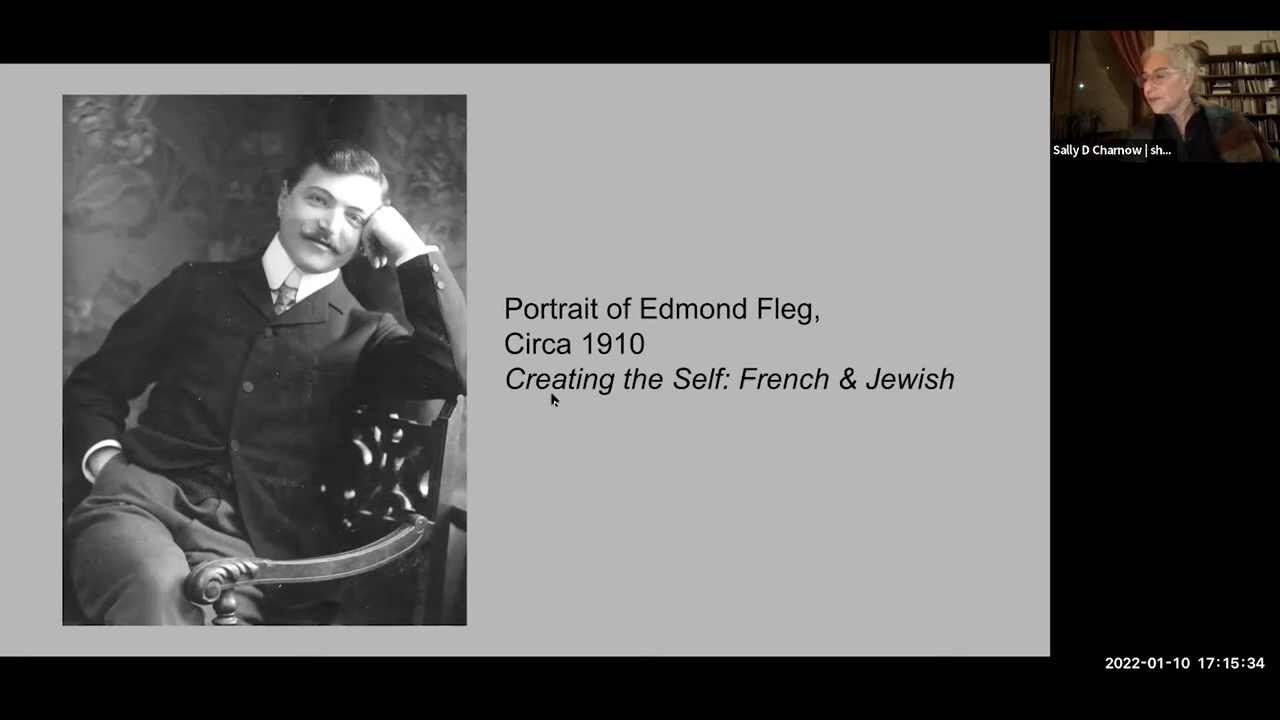 Portrait of Edmond Fleg,
Circa 1910
Creating the Self: French & Jewish
Sally D Charnow | sh...
2022-01-10 17:15:34